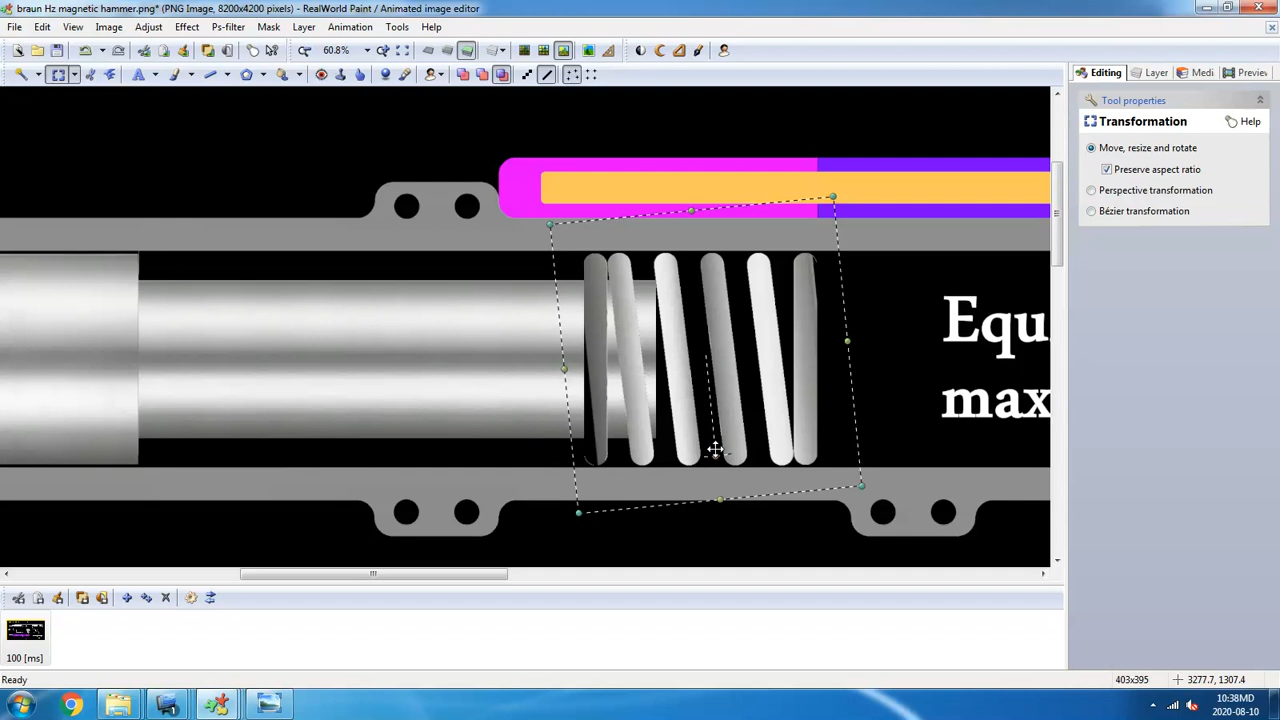 braun Hz magnetic hammer.png* (PNG Image, 8200x4200 pixels) - RealWorld Paint / Animated image editor
File Edit View Image Adjust Effect Ps-filter Mask Layer Animation Tools Help
60.8%
Editing Layer Medi Preview
Tool properties
Transformation Help
Move, resize and rotate
Preserve aspect ratio
Perspective transformation
Bézier transformation
Equ
max
100 [ms]
Ready 403x395 3277.7, 1307.4
10:38MD
2020-08-10